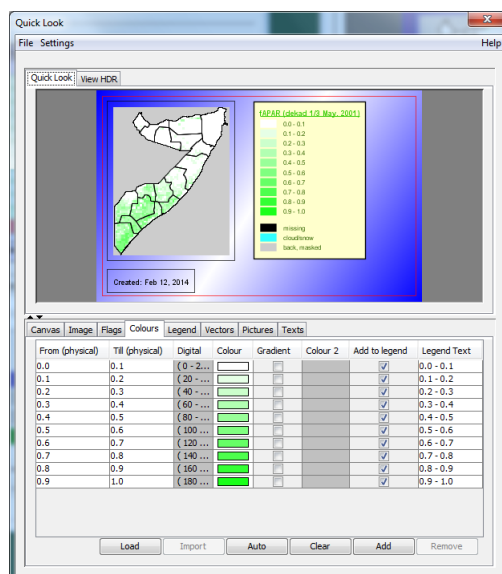 Quick Look
File Settings Help
Quick Look View HDR
fAPAR (dekad 1/3 May, 2001)
0.0 - 0.1
0.1 - 0.2
0.2 - 0.3
0.3 - 0.4
0.4 - 0.5
0.5 - 0.6
0.6 - 0.7
0.7 - 0.8
0.8 - 0.9
0.9 - 1.0
missing
cloud/snow
back, masked
Created: Feb 12, 2014
Canvas Image Flags Colours Legend Vectors Pictures Texts
From (physical) Till (physical) Digital Colour Gradient Colour 2 Add to legend Legend Text
0.0 0.1 ( 0 - 2... 0.0 - 0.1
0.1 0.2 ( 20 - ... 0.1 - 0.2
0.2 0.3 ( 40 - ... 0.2 - 0.3
0.3 0.4 ( 60 - ... 0.3 - 0.4
0.4 0.5 ( 80 - ... 0.4 - 0.5
0.5 0.6 ( 100 ... 0.5 - 0.6
0.6 0.7 ( 120 ... 0.6 - 0.7
0.7 0.8 ( 140 ... 0.7 - 0.8
0.8 0.9 ( 160 ... 0.8 - 0.9
0.9 1.0 ( 180 ... 0.9 - 1.0
Load Import Auto Clear Add Remove